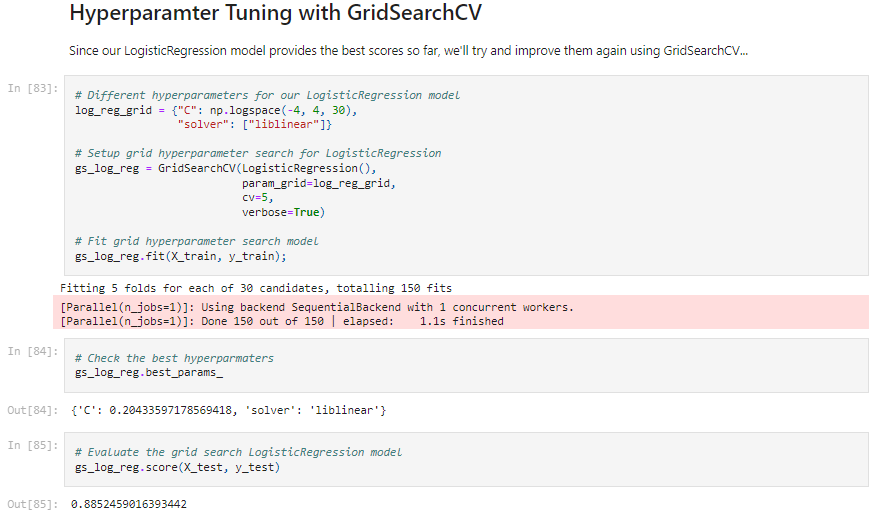 Hyperparamter Tuning with GridSearchCV
Since our LogisticRegression model provides the best scores so far, we'll try and improve them again using GridSearchCV...
In [83]:
# Different hyperparameters for our LogisticRegression model
log_reg_grid = {"C": np.logspace(-4, 4, 30),
"solver": ["liblinear"]}
# Setup grid hyperparameter search for LogisticRegression
gs_log_reg = GridSearchCV(LogisticRegression(),
param_grid=log_reg_grid,
cv=5,
verbose=True)
# Fit grid hyperparameter search model
gs_log_reg.fit(X_train, y_train);
Fitting 5 folds for each of 30 candidates, totalling 150 fits
[Parallel(n_jobs=1)]: Using backend SequentialBackend with 1 concurrent workers.
[Parallel(n_jobs=1)]: Done 150 out of 150 | elapsed:    1.1s finished
In [84]:
# Check the best hyperparmaters
gs_log_reg.best_params_
Out[84]: {'C': 0.20433597178569418, 'solver': 'liblinear'}
In [85]:
# Evaluate the grid search LogisticRegression model
gs_log_reg.score(X_test, y_test)
Out[85]: 0.8852459016393442